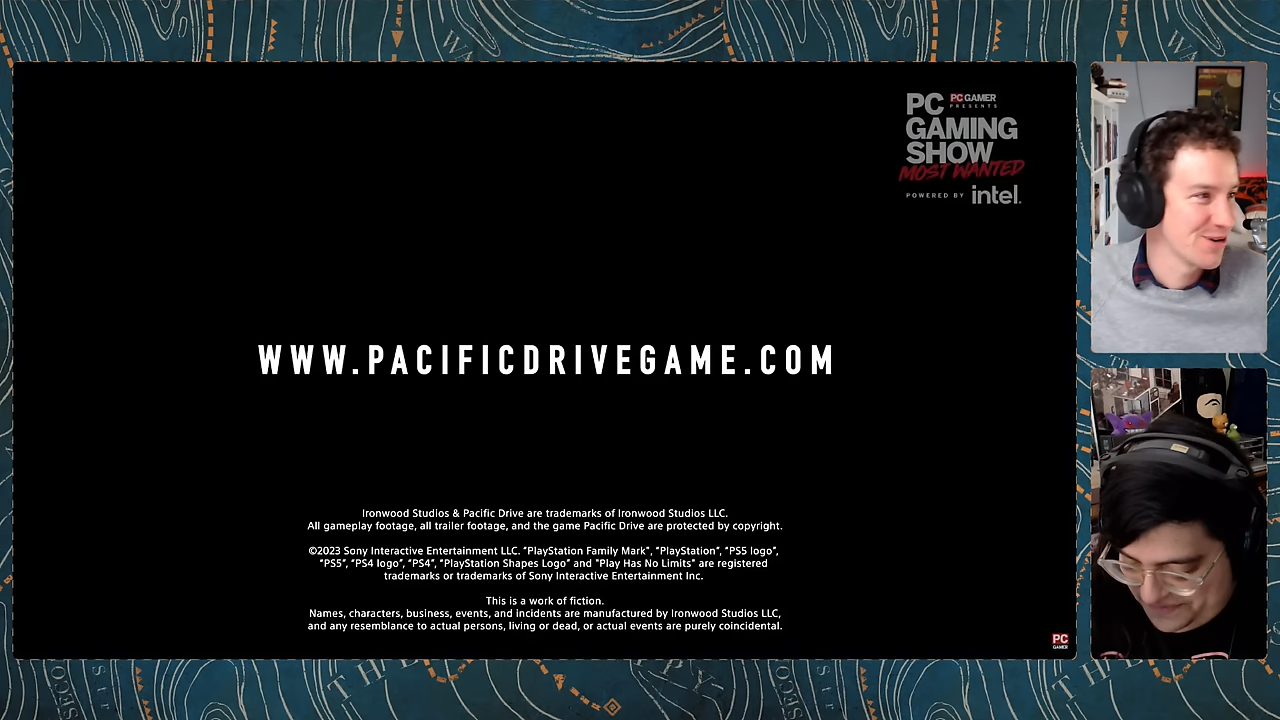 PC PC GAMER
PRESENTS
GAMING
SHOW
MOST WANTED
POWERED BY intel.
WWW.PACIFICDRIVEGAME.COM
Ironwood Studios & Pacific Drive are trademarks of Ironwood Studios LLC.
All gameplay footage, all trailer footage, and the game Pacific Drive are protected by copyright.
©2023 Sony Interactive Entertainment LLC. "PlayStation Family Mark", "PlayStation", "PS5 logo",
"PS5", "PS4 logo", "PS4", "PlayStation Shapes Logo" and "Play Has No Limits" are registered
trademarks or trademarks of Sony Interactive Entertainment Inc.
This is a work of fiction.
Names, characters, business, events, and incidents are manufactured by Ironwood Studios LLC,
and any resemblance to actual persons, living or dead, or actual events are purely coincidental.
PC
GAMER